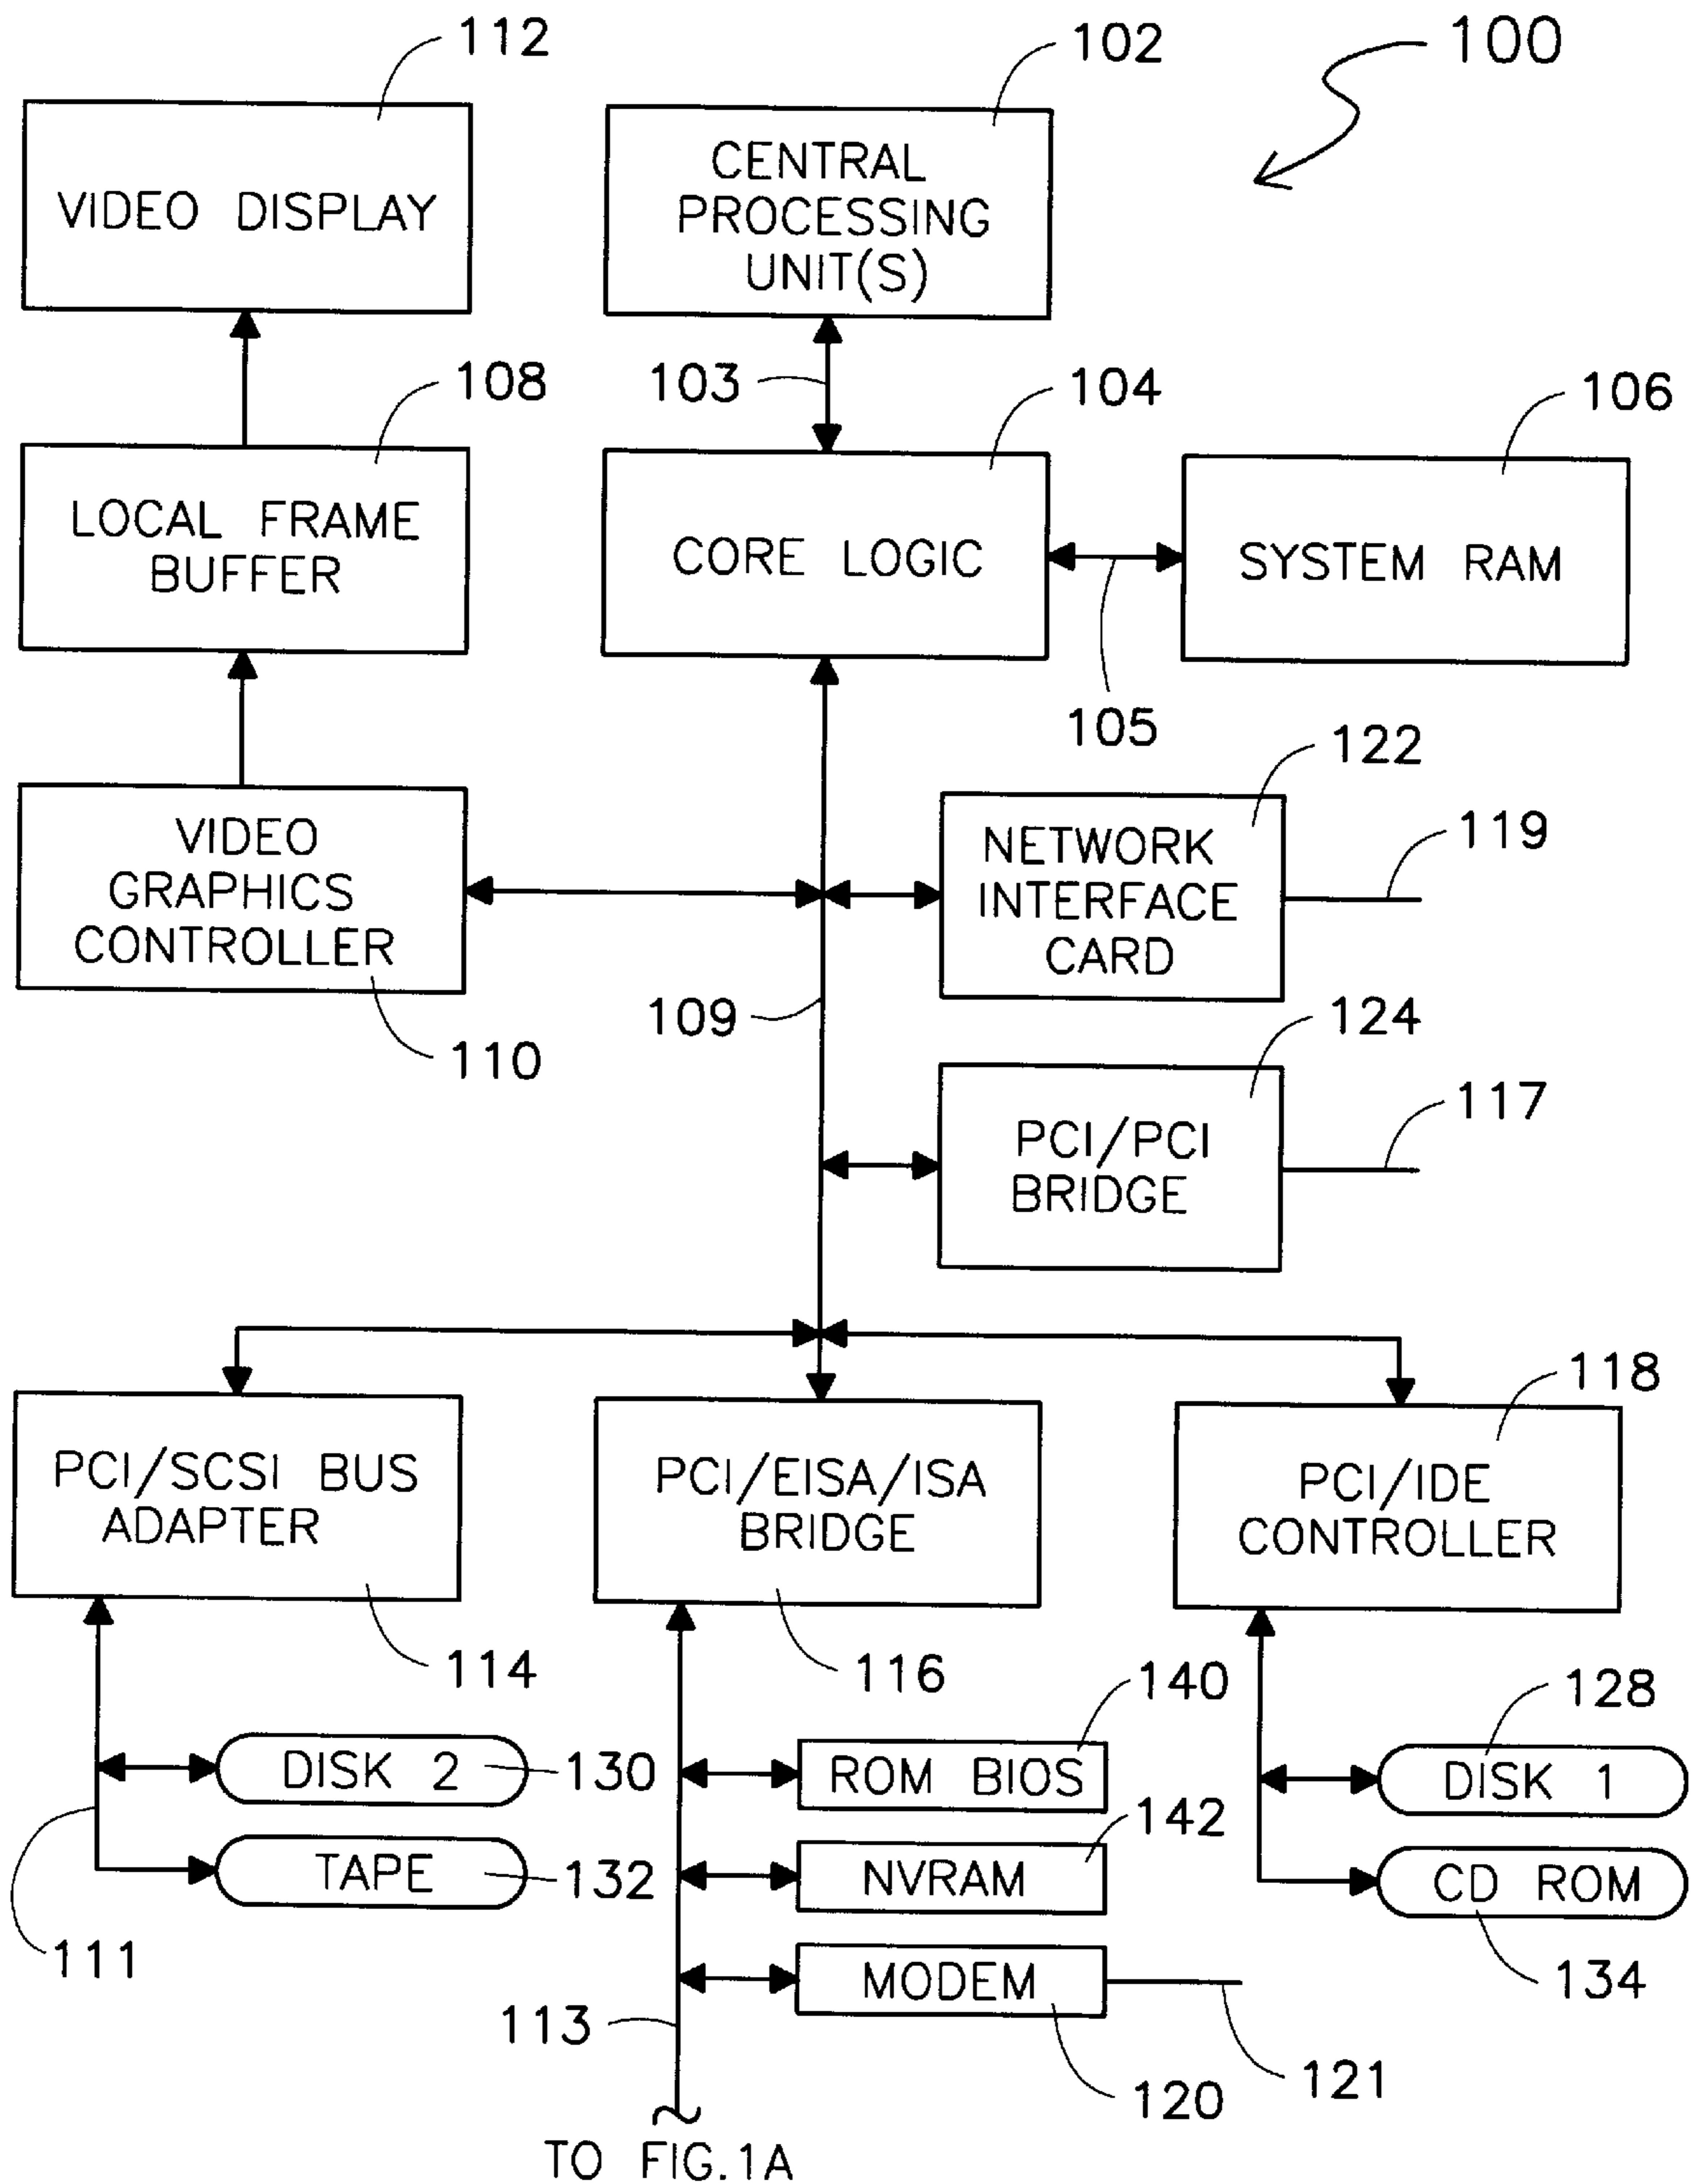 112
102
100
VIDEO DISPLAY
CENTRAL
PROCESSING
UNIT(S)
103
108
104
106
LOCAL FRAME
BUFFER
CORE LOGIC
SYSTEM RAM
105
122
VIDEO
GRAPHICS
CONTROLLER
NETWORK
INTERFACE
CARD
119
109
110
124
PCI/PCI
BRIDGE
117
118
PCI/SCSI BUS
ADAPTER
PCI/EISA/ISA
BRIDGE
PCI/IDE
CONTROLLER
114
116
140
128
DISK 2
130
ROM BIOS
DISK 1
142
TAPE
132
NVRAM
CD ROM
111
MODEM
134
113
120
121
TO FIG.1A